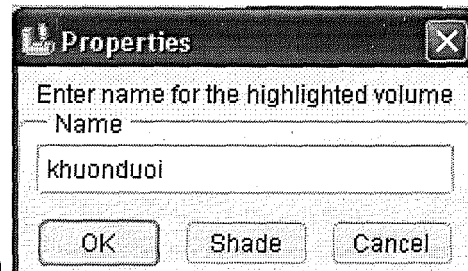 Properties
Enter name for the highlighted volume
Name
khuonduoi
OK Shade Cancel